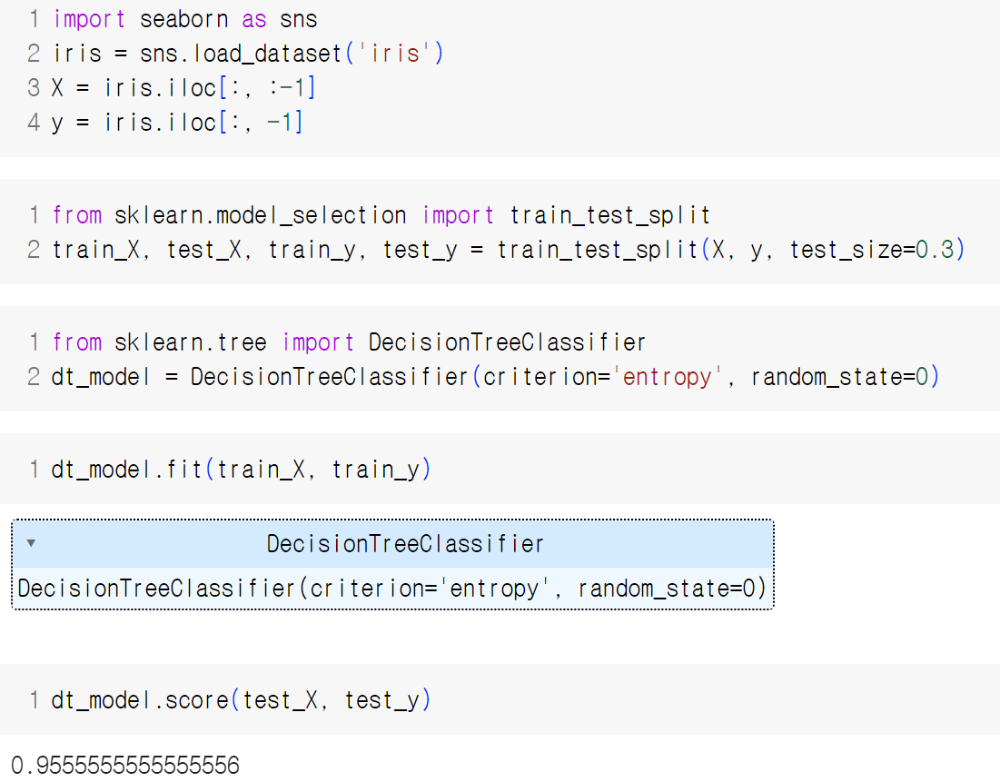 1 import seaborn as sns
2 iris = sns.load_dataset('iris')
3 X = iris.iloc[:, :-1]
4 y = iris.iloc[:, -1]
1 from sklearn.model_selection import train_test_split
2 train_X, test_X, train_y, test_y = train_test_split(X, y, test_size=0.3)
1 from sklearn.tree import DecisionTreeClassifier
2 dt_model = DecisionTreeClassifier(criterion='entropy', random_state=0)
1 dt_model.fit(train_X, train_y)
▾ DecisionTreeClassifier
DecisionTreeClassifier(criterion='entropy', random_state=0)
1 dt_model.score(test_X, test_y)
0.9555555555555556